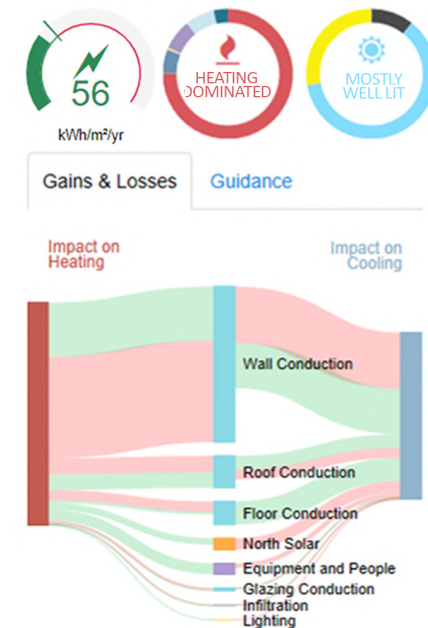 56
kWh/m²/yr
HEATING
DOMINATED
MOSTLY
WELL LIT
Gains & Losses
Guidance
Impact on
Heating
Impact on
Cooling
Wall Conduction
Roof Conduction
Floor Conduction
North Solar
Equipment and People
Glazing Conduction
Infiltration
Lighting